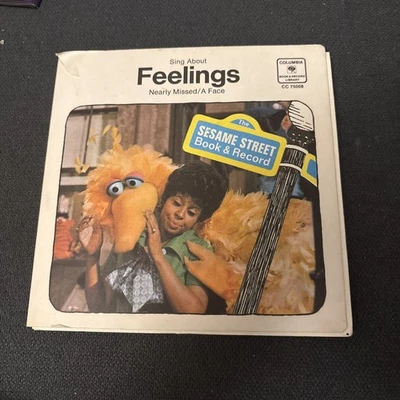 Sing About
Feelings
Nearly Missed/A Face
COLUMBIA
BOOK & RECORD
LIBRARY
CC 75008
The
SESAME STREET
Book & Record